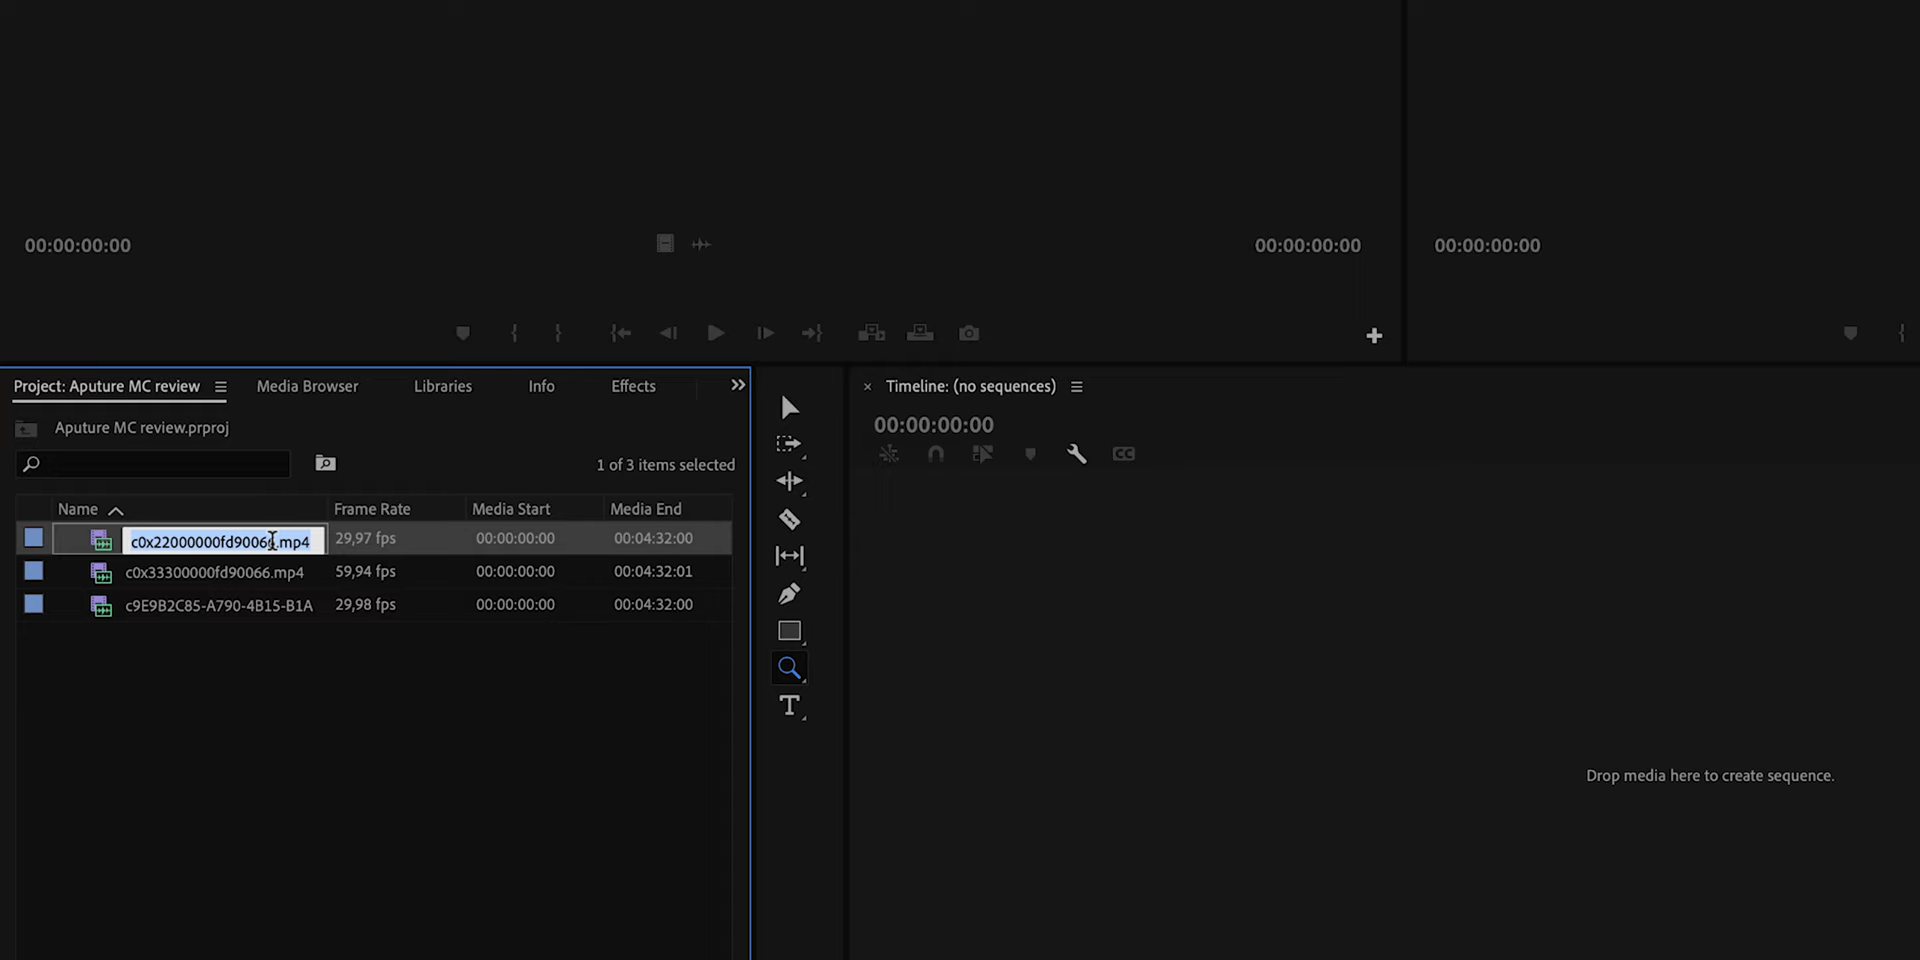 00:00:00:00
00:00:00:00
00:00:00:00
Project: Aputure MC review
Media Browser
Libraries
Info
Effects
Timeline: (no sequences)
Aputure MC review.prproj
00:00:00:00
CC
1 of 3 items selected
Name
Frame Rate
Media Start
Media End
c0x22000000fd90066.mp4
29,97 fps
00:00:00:00
00:04:32:00
c0x33300000fd90066.mp4
59,94 fps
00:00:00:00
00:04:32:01
c9E9B2C85-A790-4B15-B1A
29,98 fps
00:00:00:00
00:04:32:00
T
Drop media here to create sequence.